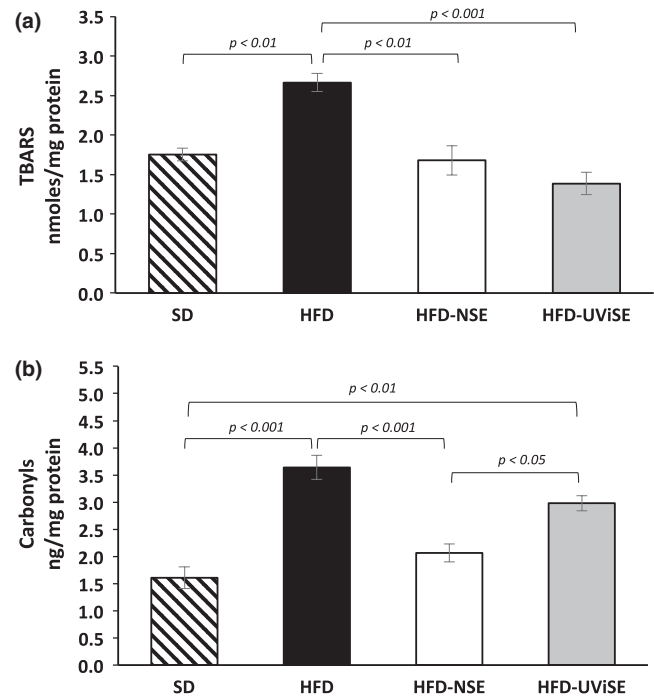 (a)
TBARS
nmoles/mg protein
3.5
3.0
2.5
2.0
1.5
1.0
0.5
0.0
p < 0.001
p < 0.01
p < 0.01
SD
HFD
HFD-NSE
HFD-UViSE
(b)
Carbonyls
ng/mg protein
5.5
5.0
4.5
4.0
3.5
3.0
2.5
2.0
1.5
1.0
0.5
0.0
p < 0.01
p < 0.001
p < 0.001
p < 0.05
SD
HFD
HFD-NSE
HFD-UViSE